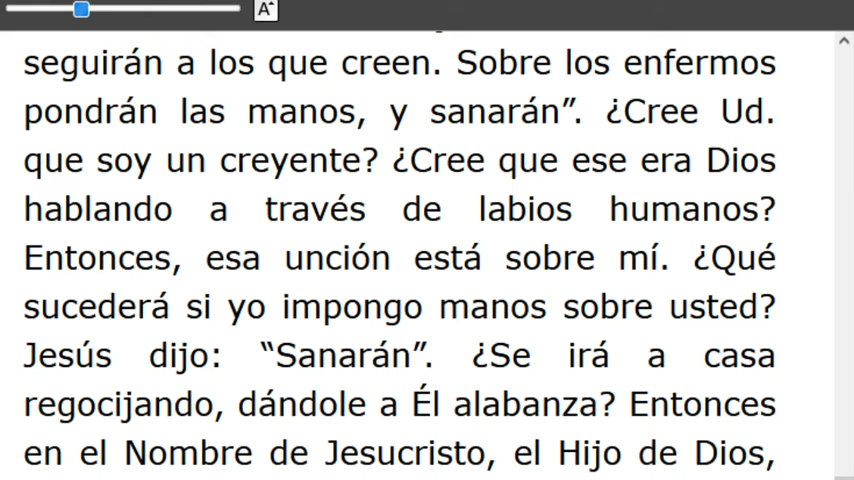 A
seguirán a los que creen. Sobre los enfermos
pondrán las manos, y sanarán”. ¿Cree Ud.
que soy un creyente? ¿Cree que ese era Dios
hablando a través de labios humanos?
Entonces, esa unción está sobre mí. ¿Qué
sucederá si yo impongo manos sobre usted?
Jesús dijo: “Sanarán”. ¿Se irá a casa
regocijando, dándole a Él alabanza? Entonces
en el Nombre de Jesucristo, el Hijo de Dios,